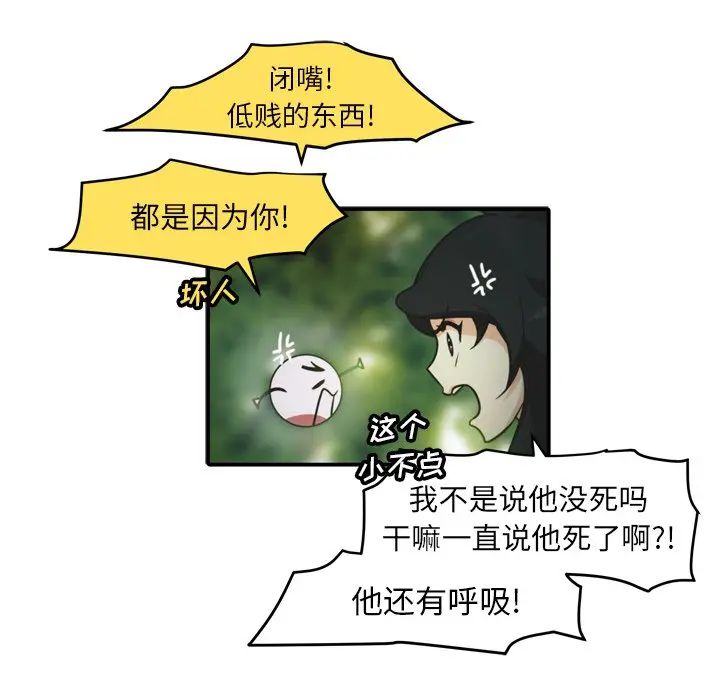 闭嘴!
低贱的东西!
都是因为你!
坏人
这个
小不点
我不是说他没死吗
干嘛一直说他死了啊?!
他还有呼吸!